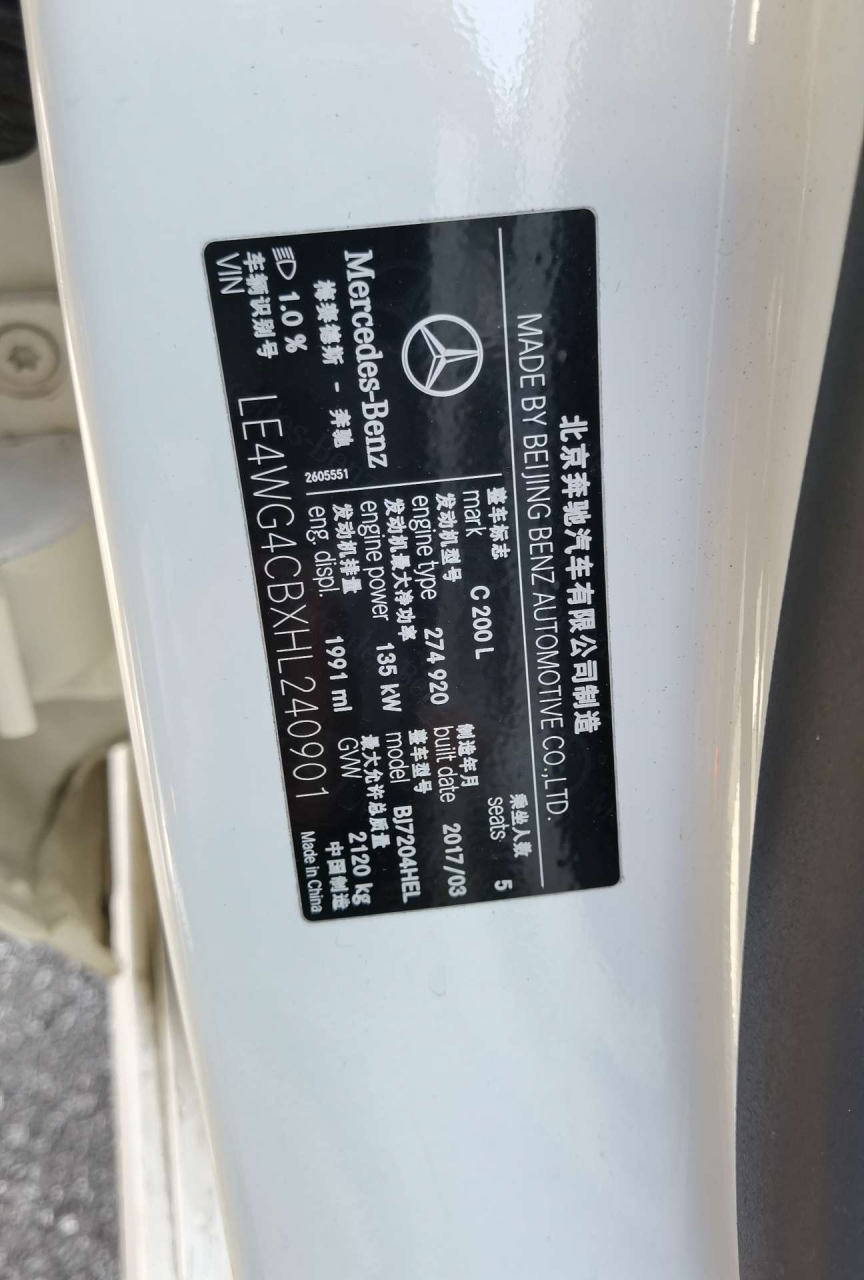 北京奔驰汽车有限公司制造
MADE BY BEIJING BENZ AUTOMOTIVE CO.,LTD.
整车标志
mark C 200 L
乘坐人数
seats 5
发动机型号
engine type 274 920
制造年月
built date 2017/03
发动机最大净功率
engine power 135 kW
整车型号
model BJ7204HEL
发动机排量
eng. displ. 1991 ml
最大允许总质量
GVW 2120 kg
Mercedes-Benz
梅赛德斯 - 奔驰
2605551
1.0 %
车辆识别号
VIN LE4WG4CBXHL240901
中国制造
Made in China